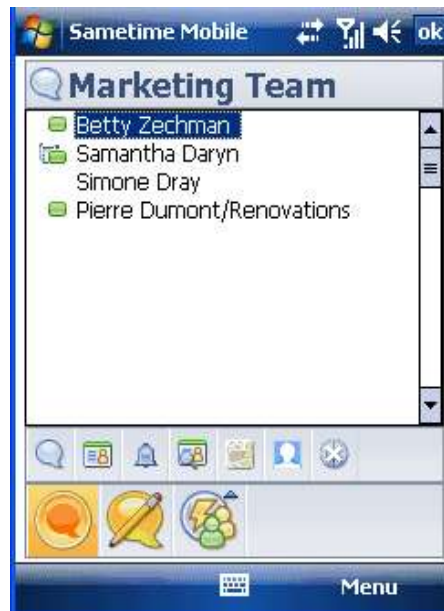 Sametime Mobile
ok
Marketing Team
Betty Zechman
Samantha Daryn
Simone Dray
Pierre Dumont/Renovations
Menu